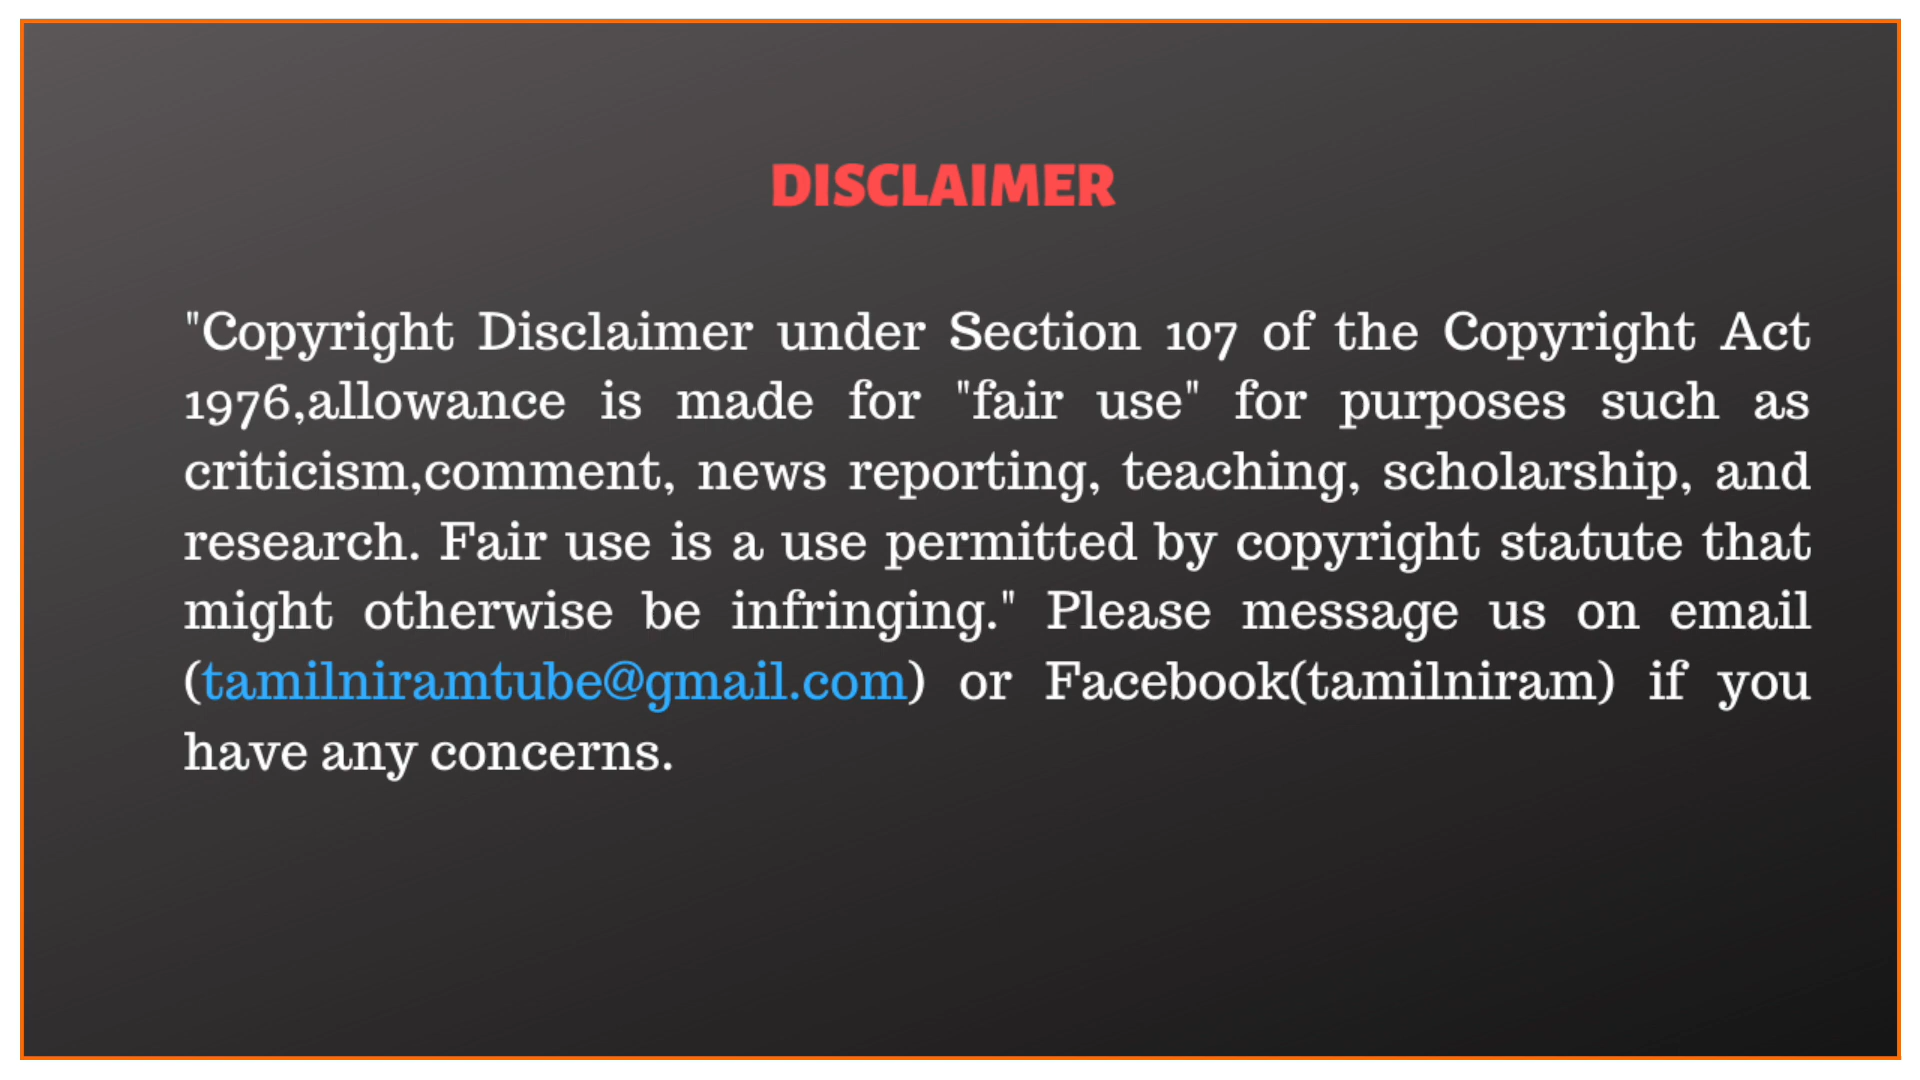 DISCLAIMER
"Copyright Disclaimer under Section 107 of the Copyright Act
1976,allowance is made for "fair use" for purposes such as
criticism,comment, news reporting, teaching, scholarship, and
research. Fair use is a use permitted by copyright statute that
might otherwise be infringing." Please message us on email
(tamilniramtube@gmail.com) or Facebook(tamilniram) if you
have any concerns.